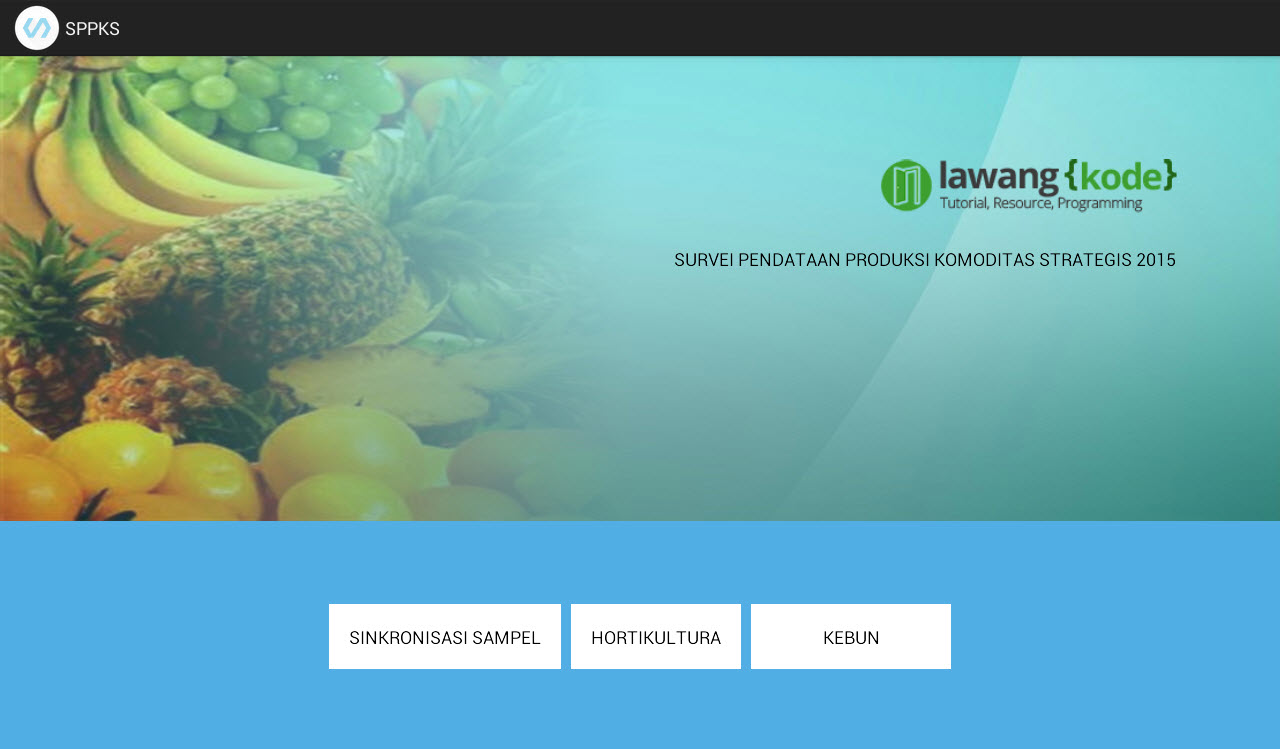 SPPKS
lawang {kode}
Tutorial, Resource, Programming
SURVEI PENDATAAN PRODUKSI KOMODITAS STRATEGIS 2015
SINKRONISASI SAMPEL
HORTIKULTURA
KEBUN